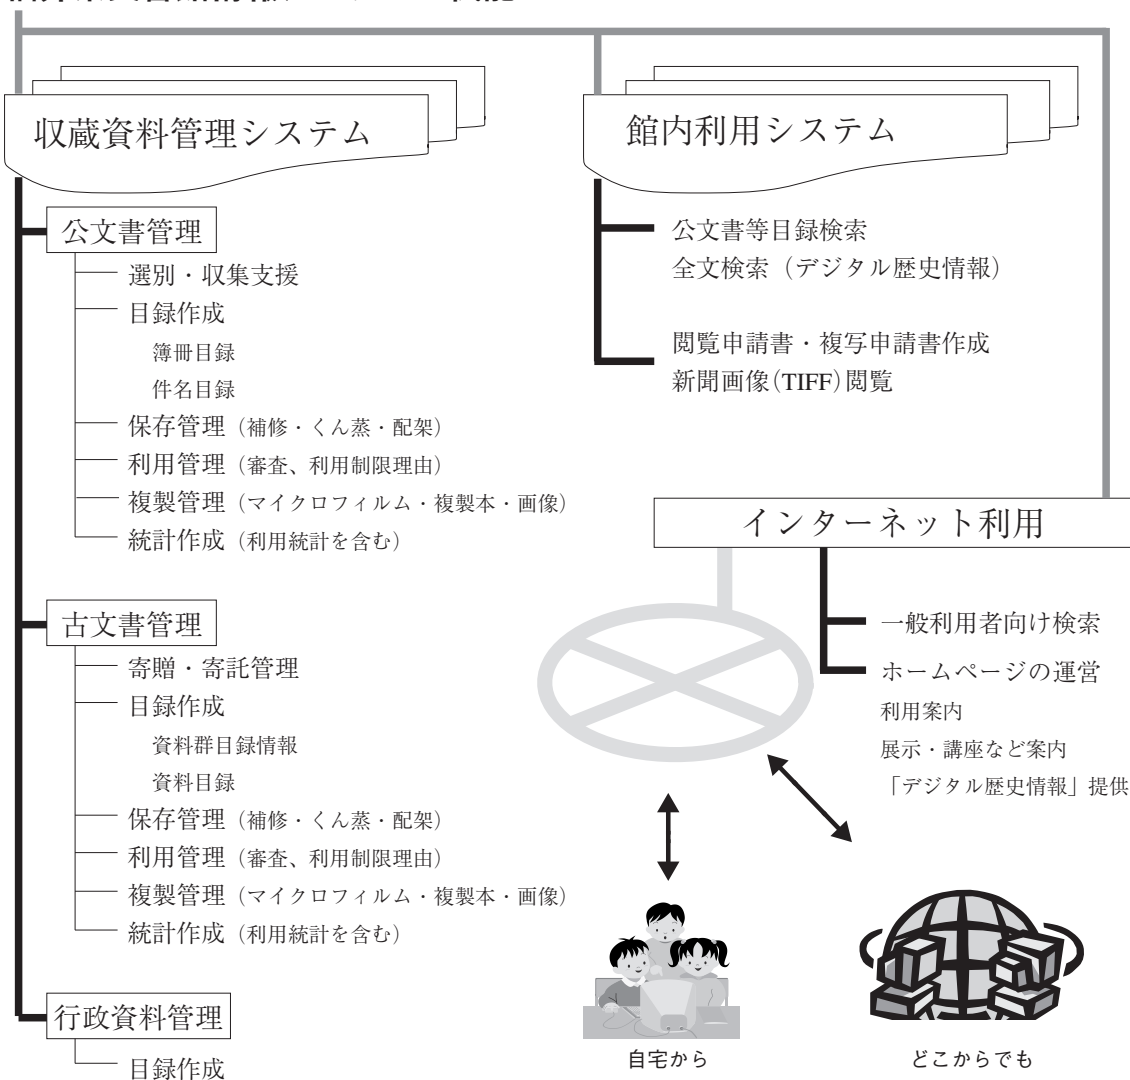 収蔵資料管理システム
公文書管理
選別・収集支援
目録作成
簿冊目録
件名目録
保存管理（補修・くん蒸・配架）
利用管理（審査、利用制限理由）
複製管理（マイクロフィルム・複製本・画像）
統計作成（利用統計を含む）
古文書管理
寄贈・寄託管理
目録作成
資料群目録情報
資料目録
保存管理（補修・くん蒸・配架）
利用管理（審査、利用制限理由）
複製管理（マイクロフィルム・複製本・画像）
統計作成（利用統計を含む）
行政資料管理
目録作成
館内利用システム
公文書等目録検索
全文検索（デジタル歴史情報）
閲覧申請書・複写申請書作成
新聞画像(TIFF)閲覧
インターネット利用
一般利用者向け検索
ホームページの運営
利用案内
展示・講座など案内
「デジタル歴史情報」提供
自宅から
どこからでも